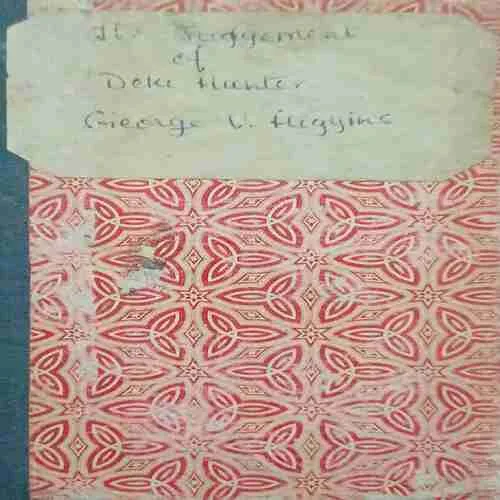 The Judgement
of
Deke Hunter
George V. Higgins